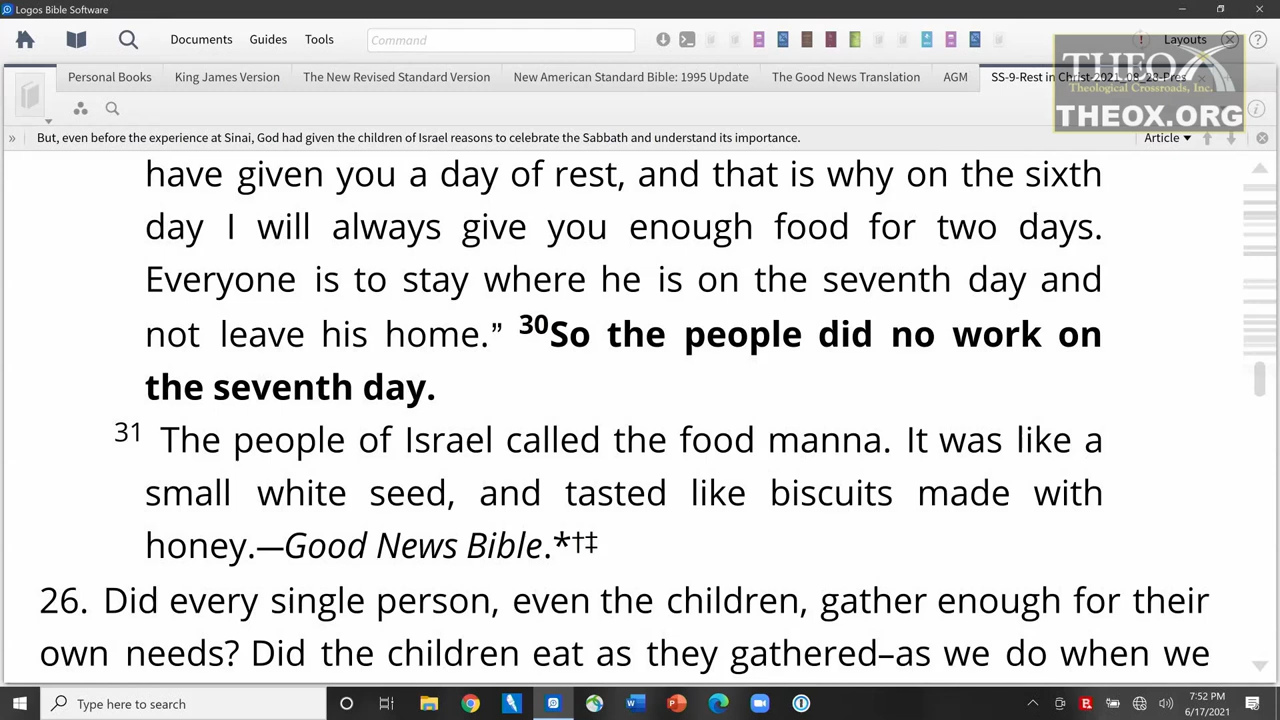 Logos Bible Software
Documents Guides Tools Command Layouts
Personal Books King James Version The New Revised Standard Version New American Standard Bible: 1995 Update The Good News Translation AGM SS-9-Rest in Christ-2021_08_28-Pres
THEOX
Theological Crossroads, Inc.
THEOX.ORG
» But, even before the experience at Sinai, God had given the children of Israel reasons to celebrate the Sabbath and understand its importance. Article
have given you a day of rest, and that is why on the sixth
day I will always give you enough food for two days.
Everyone is to stay where he is on the seventh day and
not leave his home.” 30So the people did no work on
the seventh day.
31 The people of Israel called the food manna. It was like a
small white seed, and tasted like biscuits made with
honey.—Good News Bible.*†‡
26. Did every single person, even the children, gather enough for their
own needs? Did the children eat as they gathered–as we do when we
Type here to search
7:52 PM
6/17/2021